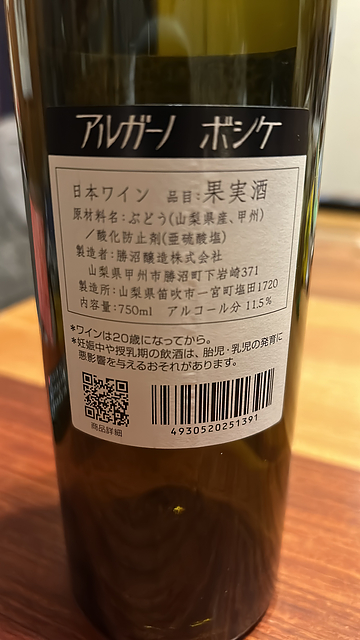 アルガーノ ボシケ
日本ワイン 品目:果実酒
原材料名:ぶどう(山梨県産、甲州)
/酸化防止剤(亜硫酸塩)
製造者:勝沼醸造株式会社
山梨県甲州市勝沼町下岩崎371
製造所:山梨県笛吹市一宮町塩田1720
内容量:750ml アルコール分 11.5%
*ワインは20歳になってから。
*妊娠中や授乳期の飲酒は、胎児・乳児の発育に
悪影響を与えるおそれがあります。
商品詳細
4930520251391